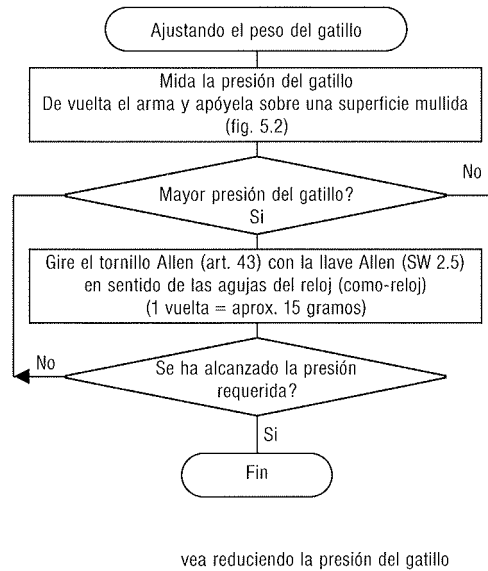 Ajustando el peso del gatillo
Mida la presión del gatillo
De vuelta el arma y apóyela sobre una superficie mullida
(fig. 5.2)
No
Mayor presión del gatillo?
Si
Gire el tornillo Allen (art. 43) con la llave Allen (SW 2.5)
en sentido de las agujas del reloj (como-reloj)
(1 vuelta = aprox. 15 gramos)
No
Se ha alcanzado la presión
requerida?
Si
Fin
vea reduciendo la presión del gatillo